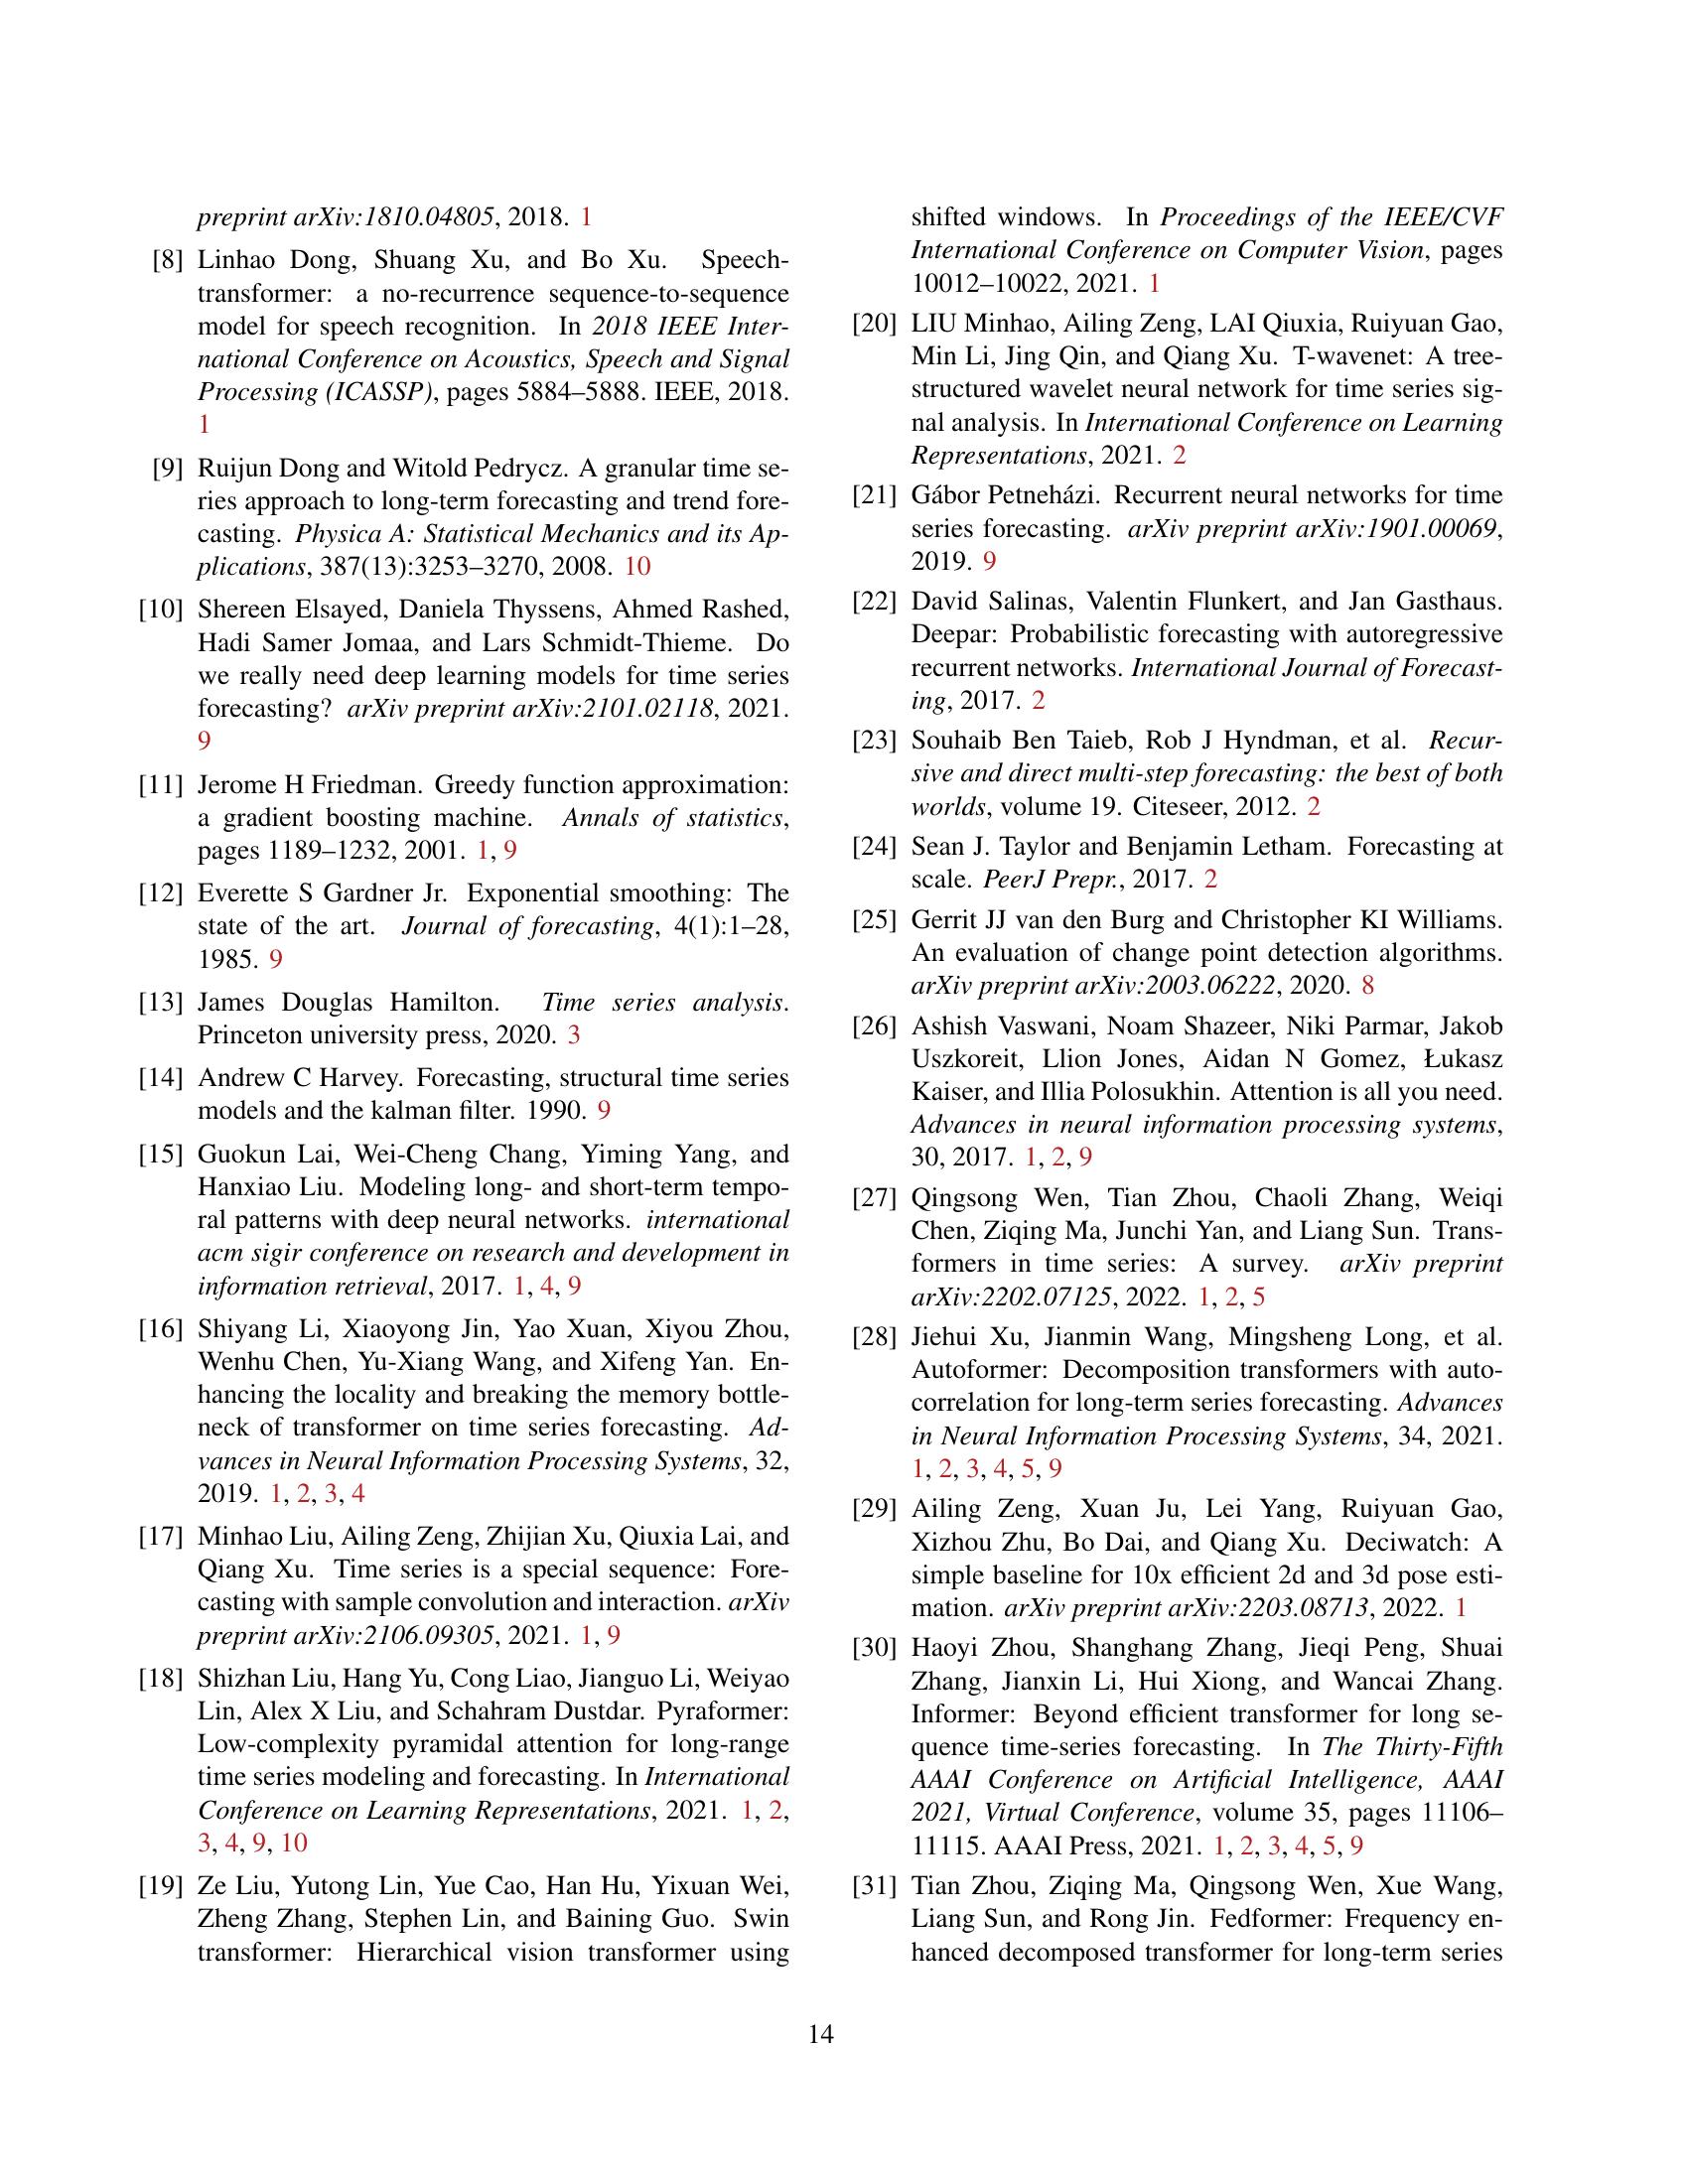 preprint arXiv:1810.04805, 2018. 1
[8] Linhao Dong, Shuang Xu, and Bo Xu. Speech-
transformer: a no-recurrence sequence-to-sequence
model for speech recognition. In 2018 IEEE Inter-
national Conference on Acoustics, Speech and Signal
Processing (ICASSP), pages 5884–5888. IEEE, 2018.
1
[9] Ruijun Dong and Witold Pedrycz. A granular time se-
ries approach to long-term forecasting and trend fore-
casting. Physica A: Statistical Mechanics and its Ap-
plications, 387(13):3253–3270, 2008. 10
[10] Shereen Elsayed, Daniela Thyssens, Ahmed Rashed,
Hadi Samer Jomaa, and Lars Schmidt-Thieme. Do
we really need deep learning models for time series
forecasting? arXiv preprint arXiv:2101.02118, 2021.
9
[11] Jerome H Friedman. Greedy function approximation:
a gradient boosting machine. Annals of statistics,
pages 1189–1232, 2001. 1, 9
[12] Everette S Gardner Jr. Exponential smoothing: The
state of the art. Journal of forecasting, 4(1):1–28,
1985. 9
[13] James Douglas Hamilton. Time series analysis.
Princeton university press, 2020. 3
[14] Andrew C Harvey. Forecasting, structural time series
models and the kalman filter. 1990. 9
[15] Guokun Lai, Wei-Cheng Chang, Yiming Yang, and
Hanxiao Liu. Modeling long- and short-term tempo-
ral patterns with deep neural networks. international
acm sigir conference on research and development in
information retrieval, 2017. 1, 4, 9
[16] Shiyang Li, Xiaoyong Jin, Yao Xuan, Xiyou Zhou,
Wenhu Chen, Yu-Xiang Wang, and Xifeng Yan. En-
hancing the locality and breaking the memory bottle-
neck of transformer on time series forecasting. Ad-
vances in Neural Information Processing Systems, 32,
2019. 1, 2, 3, 4
[17] Minhao Liu, Ailing Zeng, Zhijian Xu, Qiuxia Lai, and
Qiang Xu. Time series is a special sequence: Fore-
casting with sample convolution and interaction. arXiv
preprint arXiv:2106.09305, 2021. 1, 9
[18] Shizhan Liu, Hang Yu, Cong Liao, Jianguo Li, Weiyao
Lin, Alex X Liu, and Schahram Dustdar. Pyraformer:
Low-complexity pyramidal attention for long-range
time series modeling and forecasting. In International
Conference on Learning Representations, 2021. 1, 2,
3, 4, 9, 10
[19] Ze Liu, Yutong Lin, Yue Cao, Han Hu, Yixuan Wei,
Zheng Zhang, Stephen Lin, and Baining Guo. Swin
transformer: Hierarchical vision transformer using
shifted windows. In Proceedings of the IEEE/CVF
International Conference on Computer Vision, pages
10012–10022, 2021. 1
[20] LIU Minhao, Ailing Zeng, LAI Qiuxia, Ruiyuan Gao,
Min Li, Jing Qin, and Qiang Xu. T-wavenet: A tree-
structured wavelet neural network for time series sig-
nal analysis. In International Conference on Learning
Representations, 2021. 2
[21] Gábor Petneházi. Recurrent neural networks for time
series forecasting. arXiv preprint arXiv:1901.00069,
2019. 9
[22] David Salinas, Valentin Flunkert, and Jan Gasthaus.
Deepar: Probabilistic forecasting with autoregressive
recurrent networks. International Journal of Forecast-
ing, 2017. 2
[23] Souhaib Ben Taieb, Rob J Hyndman, et al. Recur-
sive and direct multi-step forecasting: the best of both
worlds, volume 19. Citeseer, 2012. 2
[24] Sean J. Taylor and Benjamin Letham. Forecasting at
scale. PeerJ Prepr., 2017. 2
[25] Gerrit JJ van den Burg and Christopher KI Williams.
An evaluation of change point detection algorithms.
arXiv preprint arXiv:2003.06222, 2020. 8
[26] Ashish Vaswani, Noam Shazeer, Niki Parmar, Jakob
Uszkoreit, Llion Jones, Aidan N Gomez, Łukasz
Kaiser, and Illia Polosukhin. Attention is all you need.
Advances in neural information processing systems,
30, 2017. 1, 2, 9
[27] Qingsong Wen, Tian Zhou, Chaoli Zhang, Weiqi
Chen, Ziqing Ma, Junchi Yan, and Liang Sun. Trans-
formers in time series: A survey. arXiv preprint
arXiv:2202.07125, 2022. 1, 2, 5
[28] Jiehui Xu, Jianmin Wang, Mingsheng Long, et al.
Autoformer: Decomposition transformers with auto-
correlation for long-term series forecasting. Advances
in Neural Information Processing Systems, 34, 2021.
1, 2, 3, 4, 5, 9
[29] Ailing Zeng, Xuan Ju, Lei Yang, Ruiyuan Gao,
Xizhou Zhu, Bo Dai, and Qiang Xu. Deciwatch: A
simple baseline for 10x efficient 2d and 3d pose esti-
mation. arXiv preprint arXiv:2203.08713, 2022. 1
[30] Haoyi Zhou, Shanghang Zhang, Jieqi Peng, Shuai
Zhang, Jianxin Li, Hui Xiong, and Wancai Zhang.
Informer: Beyond efficient transformer for long se-
quence time-series forecasting. In The Thirty-Fifth
AAAI Conference on Artificial Intelligence, AAAI
2021, Virtual Conference, volume 35, pages 11106–
11115. AAAI Press, 2021. 1, 2, 3, 4, 5, 9
[31] Tian Zhou, Ziqing Ma, Qingsong Wen, Xue Wang,
Liang Sun, and Rong Jin. Fedformer: Frequency en-
hanced decomposed transformer for long-term series
14